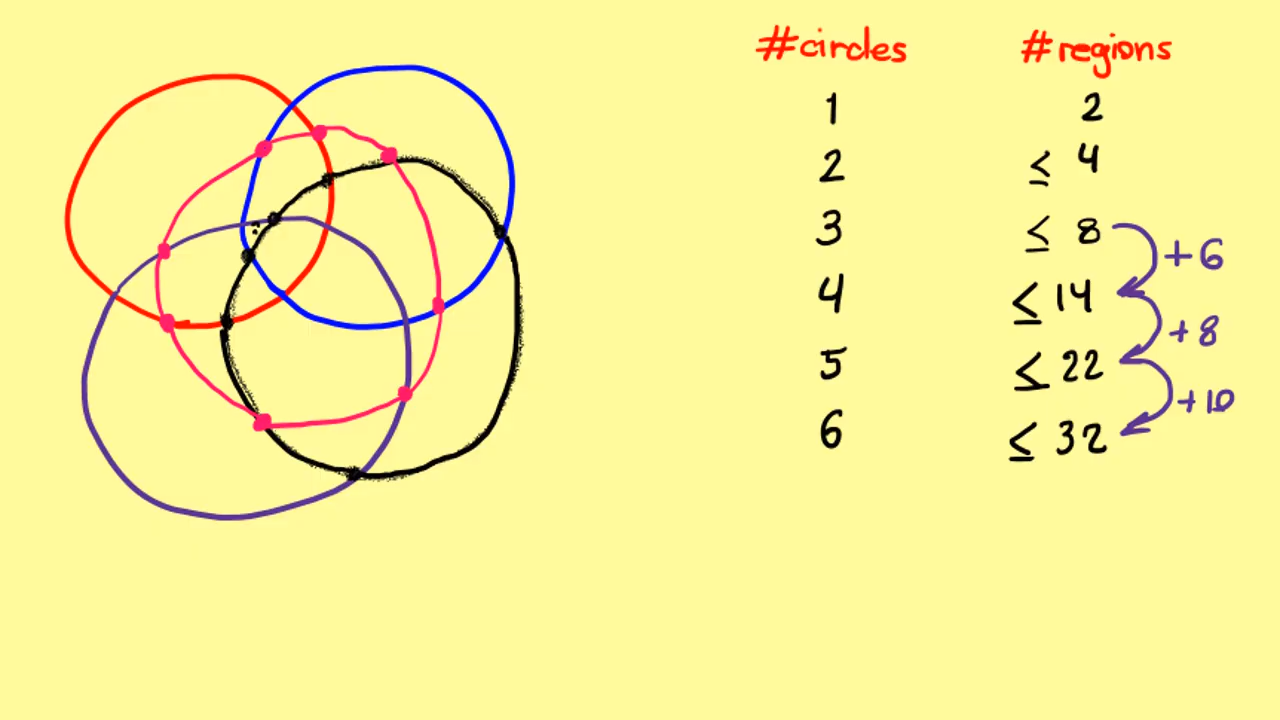 #circles #regions
1 2
2 ≤ 4
3 ≤ 8
+6
4 ≤ 14
+8
5 ≤ 22
+10
6 ≤ 32